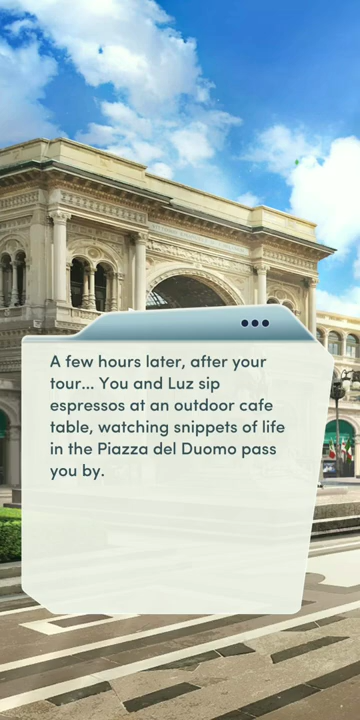 A few hours later, after your
tour... You and Luz sip
espressos at an outdoor cafe
table, watching snippets of life
in the Piazza del Duomo pass
you by.